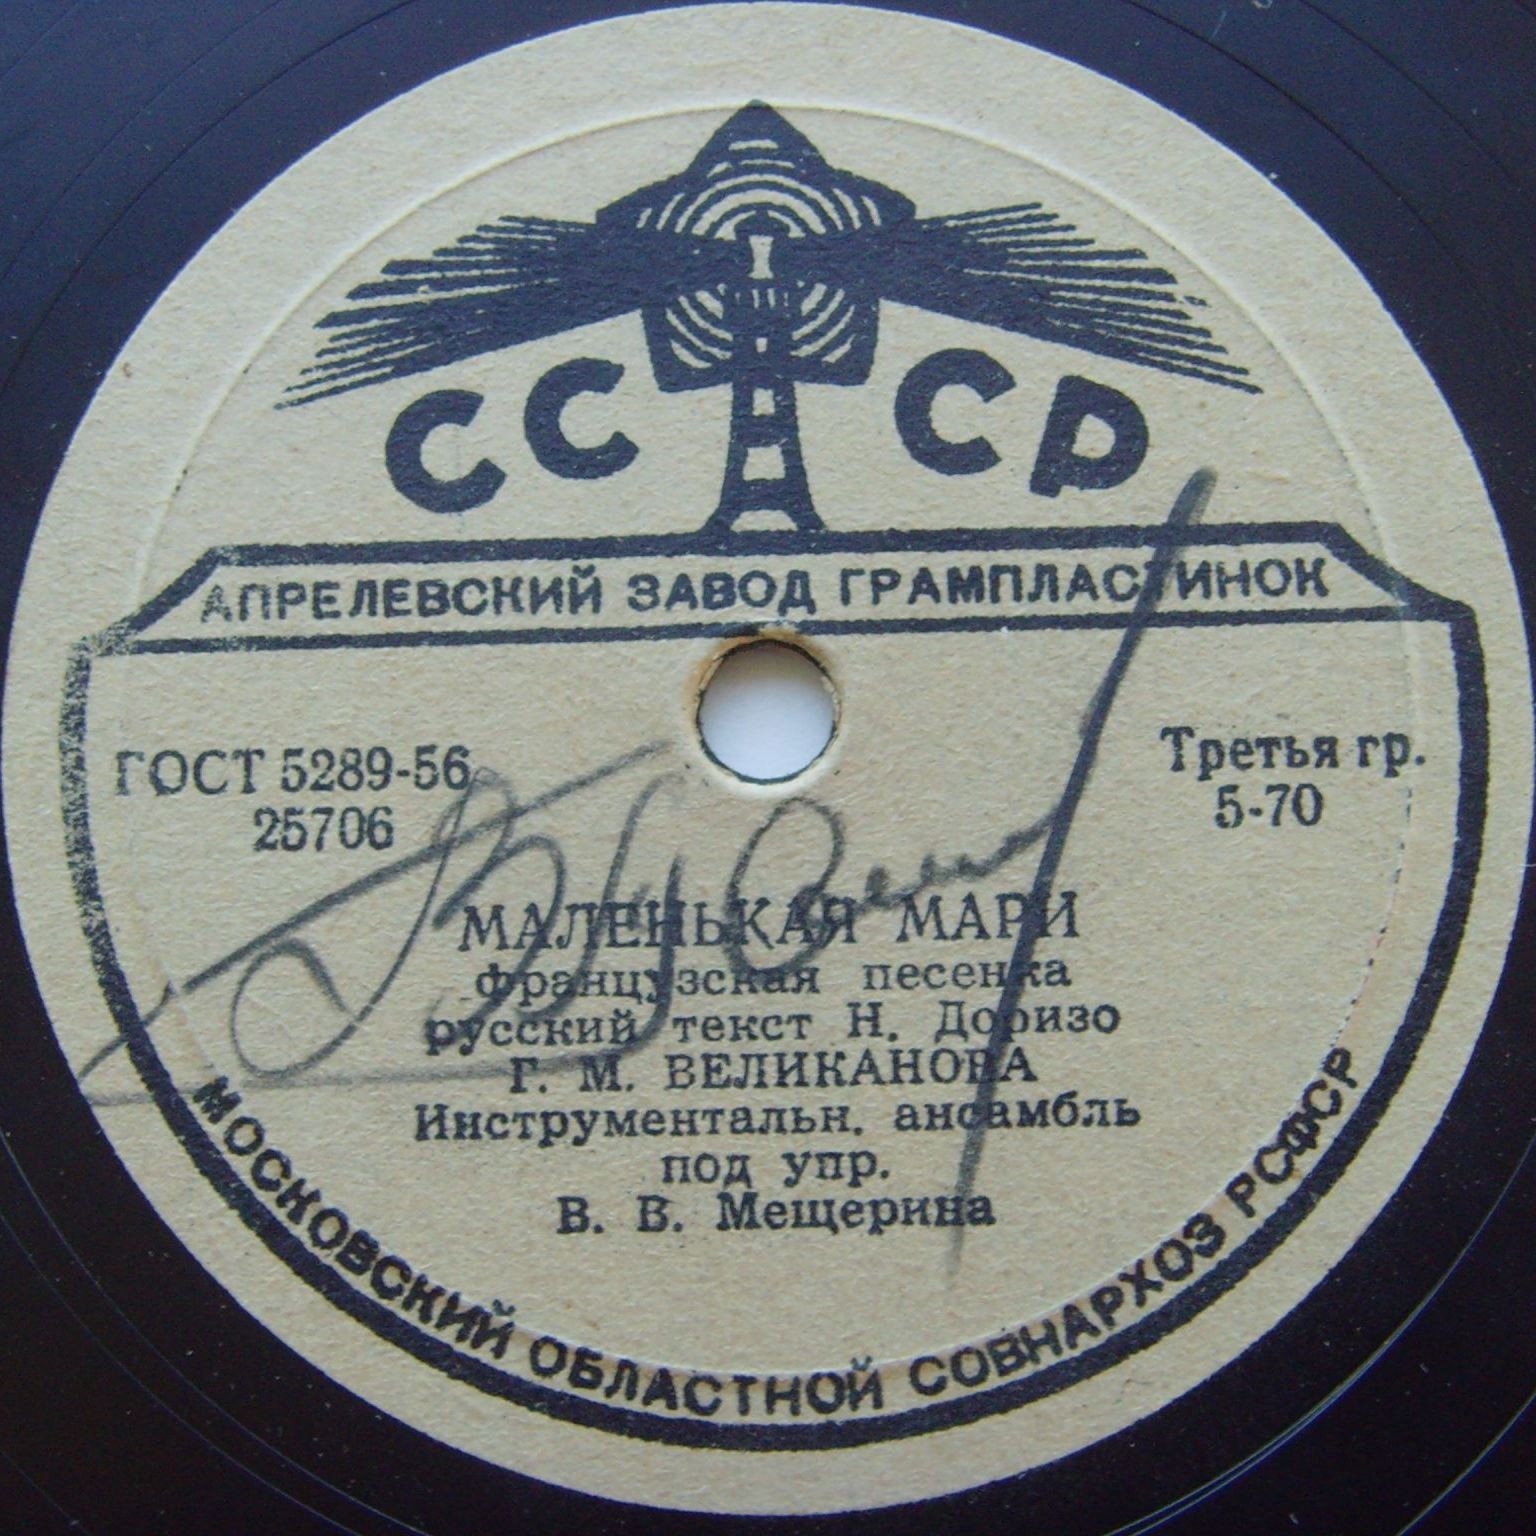 СССР
АПРЕЛЕВСКИЙ ЗАВОД ГРАМПЛАСТИНОК
ГОСТ 5289-56
25706
Третья гр.
5-70
МАЛЕНЬКАЯ МАРИ
французская песенка
русский текст Н. Доризо
Г. М. ВЕЛИКАНОВА
Инструментальн. ансамбль
под упр.
В. В. Мещерина
МОСКОВСКИЙ ОБЛАСТНОЙ СОВНАРХОЗ РСФСР